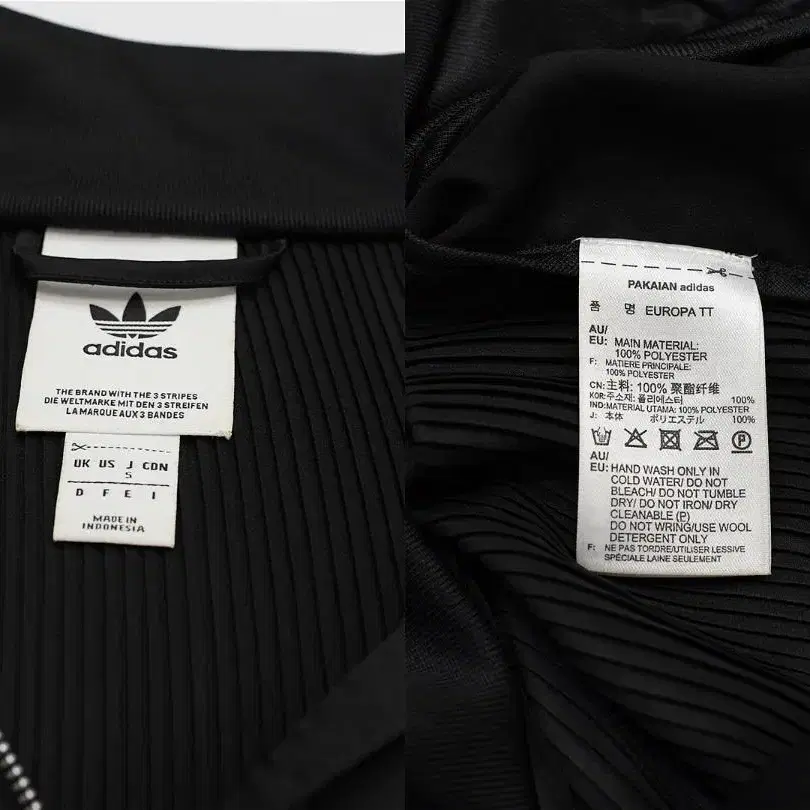 adidas
THE BRAND WITH THE 3 STRIPES
DIE WELTMARKE MIT DEN 3 STREIFEN
LA MARQUE AUX 3 BANDES
UK US J CDN
S
D F E I
MADE IN
INDONESIA
PAKAIAN adidas
품 명 EUROPA TT
AU/
EU: MAIN MATERIAL:
100% POLYESTER
F: MATIERE PRINCIPALE:
100% POLYESTER
CN: 主料: 100% 聚酯纤维
KOR: 주소재: 폴리에스터 100%
IND: MATERIAL UTAMA: 100% POLYESTER
J: 本体 ポリエステル 100%
AU/
EU: HAND WASH ONLY IN
COLD WATER/ DO NOT
BLEACH/ DO NOT TUMBLE
DRY/ DO NOT IRON/ DRY
CLEANABLE (P)
DO NOT WRING/USE WOOL
DETERGENT ONLY
F: NE PAS TORDRE/UTILISER LESSIVE
SPÉCIALE LAINE SEULEMENT